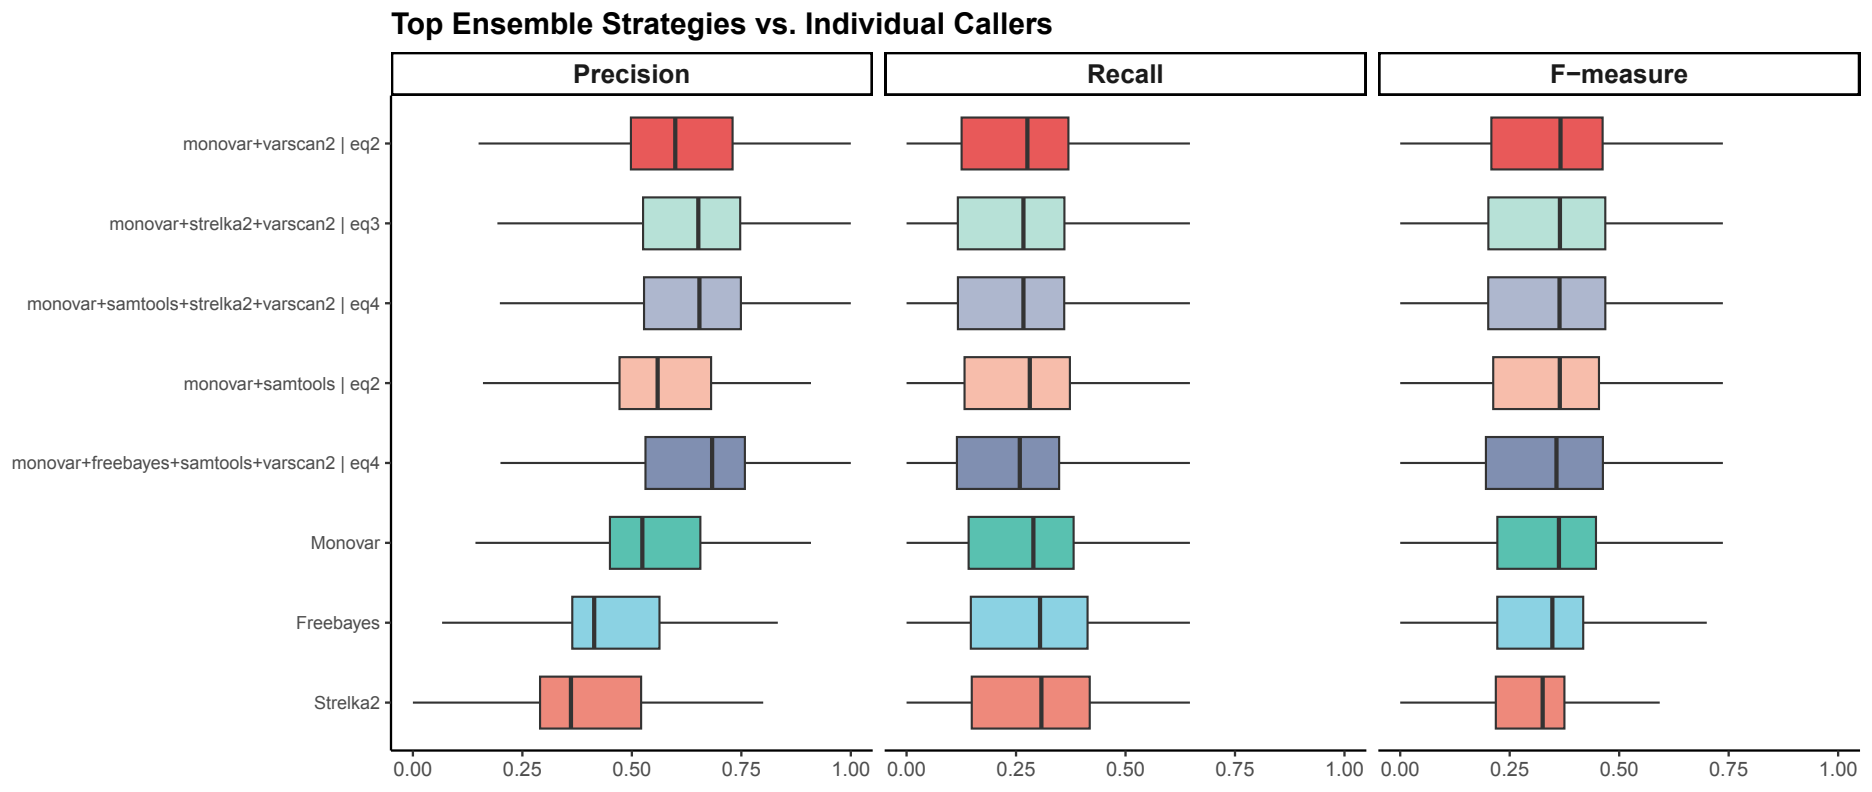 Top Ensemble Strategies vs. Individual Callers
Precision
Recall
F−measure
monovar+varscan2 | eq2
monovar+strelka2+varscan2 | eq3
monovar+samtools+strelka2+varscan2 | eq4
monovar+samtools | eq2
monovar+freebayes+samtools+varscan2 | eq4
Monovar
Freebayes
Strelka2
0.00 0.25 0.50 0.75 1.00
0.00 0.25 0.50 0.75 1.00
0.00 0.25 0.50 0.75 1.00